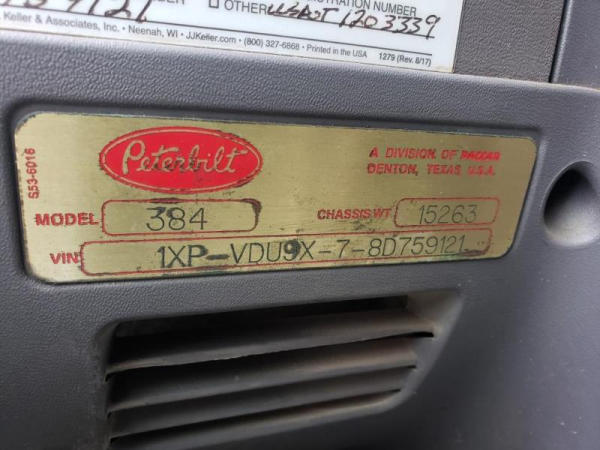 OTHER USDOT 1203339
Keller & Associates, Inc. • Neenah, WI • JJKeller.com • (800) 327-6868 • Printed in the USA 1279 (Rev. 8/17)
S53-6016
Peterbilt
A DIVISION OF PACCAR
DENTON, TEXAS U.S.A.
MODEL 384 CHASSIS WT. 15263
VIN 1XP-VDU9X-7-8D759121